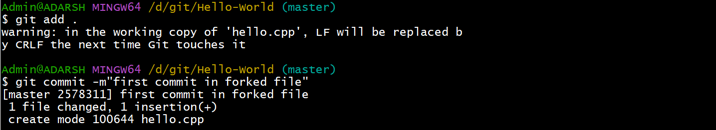 Admin@ADARSH MINGW64 /d/git/Hello-World (master)
$ git add .
warning: in the working copy of 'hello.cpp', LF will be replaced b
y CRLF the next time Git touches it
Admin@ADARSH MINGW64 /d/git/Hello-World (master)
$ git commit -m"first commit in forked file"
[master 2578311] first commit in forked file
 1 file changed, 1 insertion(+)
 create mode 100644 hello.cpp